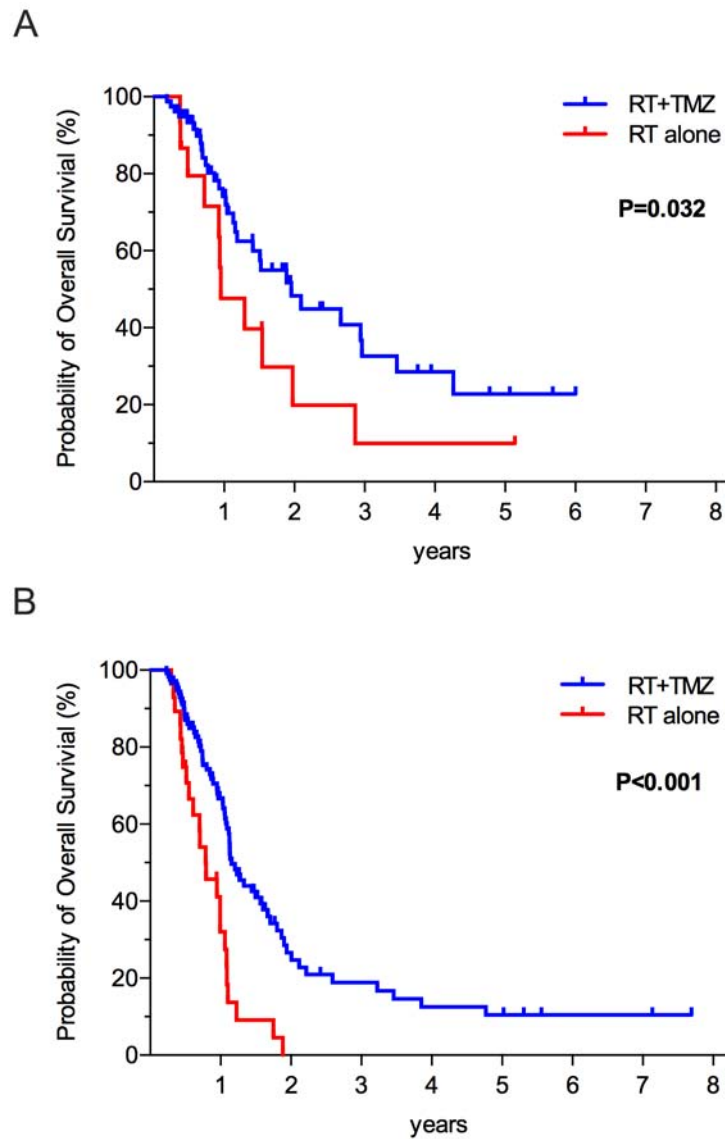 A
Probability of Overall Survivial (%)
100
80
60
40
20
0
RT+TMZ
RT alone
P=0.032
1 2 3 4 5 6 7 8
years
B
Probability of Overall Survivial (%)
100
80
60
40
20
0
RT+TMZ
RT alone
P<0.001
1 2 3 4 5 6 7 8
years